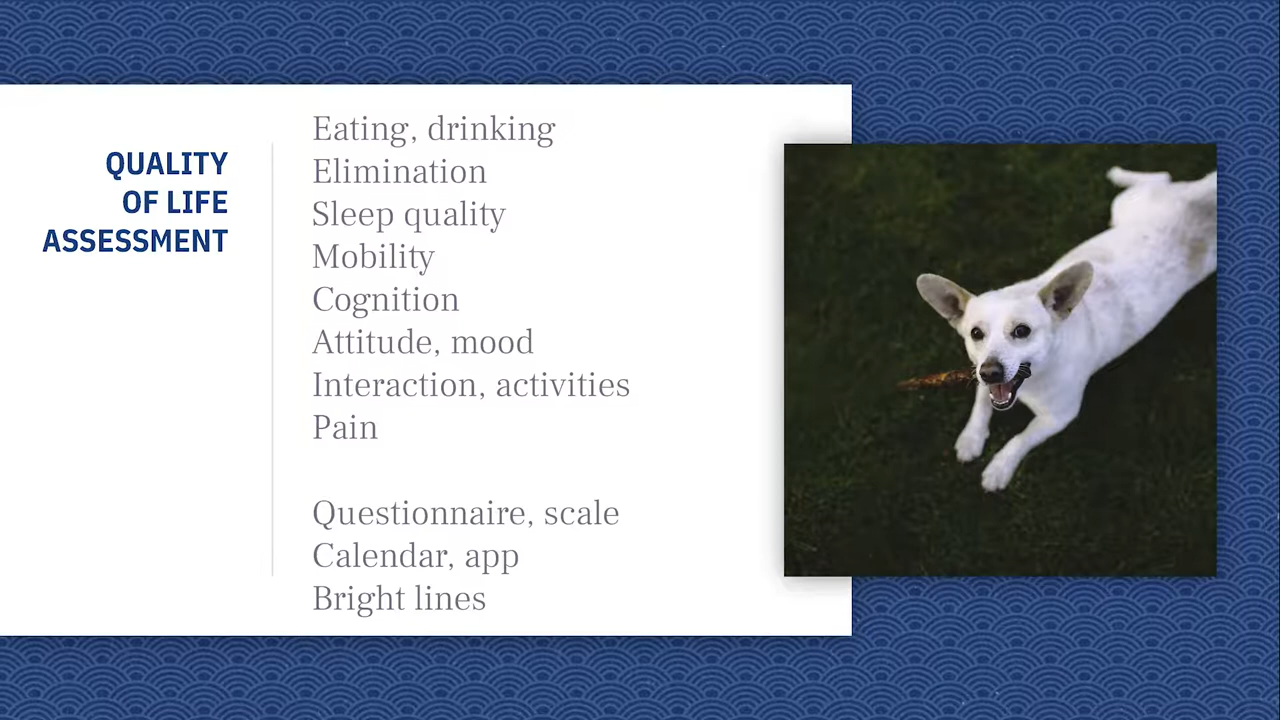 QUALITY
OF LIFE
ASSESSMENT
Eating, drinking
Elimination
Sleep quality
Mobility
Cognition
Attitude, mood
Interaction, activities
Pain
Questionnaire, scale
Calendar, app
Bright lines